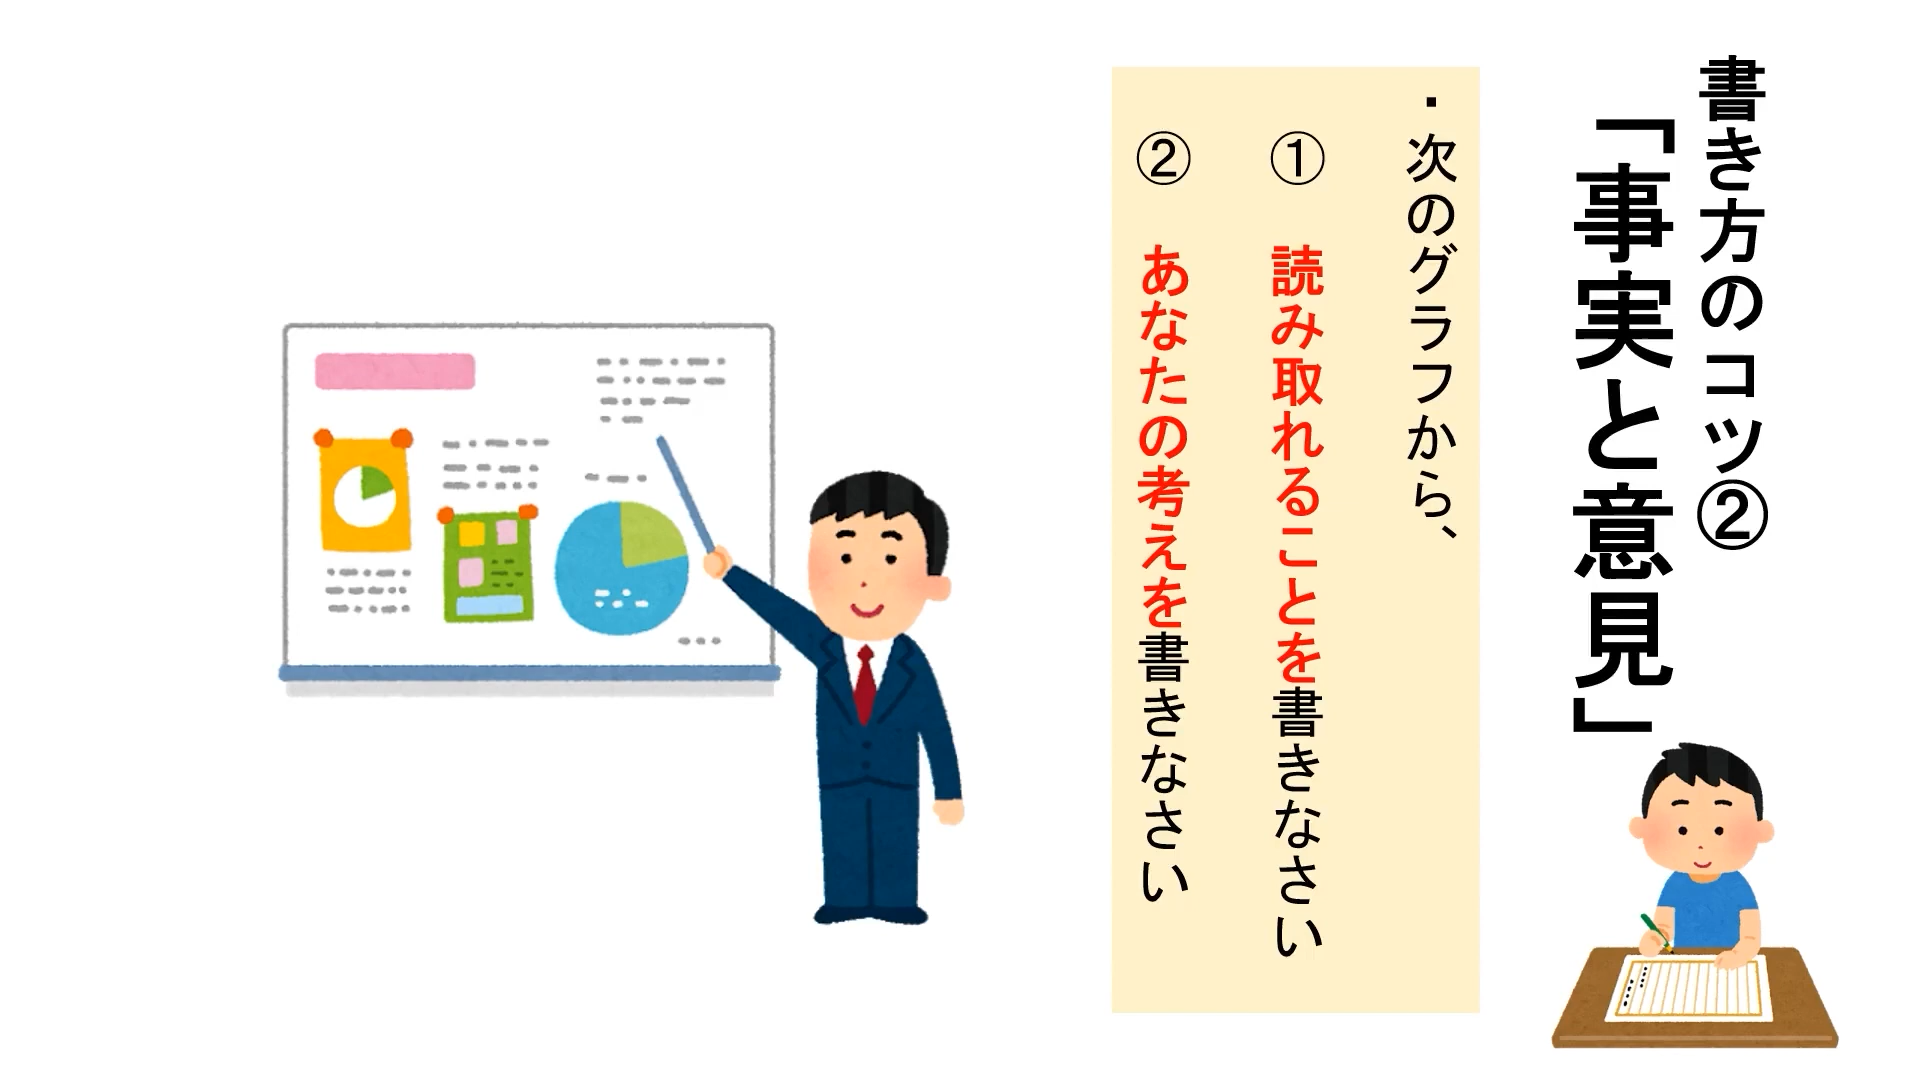 書き方のコツ②
「事実と意見」
・次のグラフから、
① 読み取れることを書きなさい
② あなたの考えを書きなさい